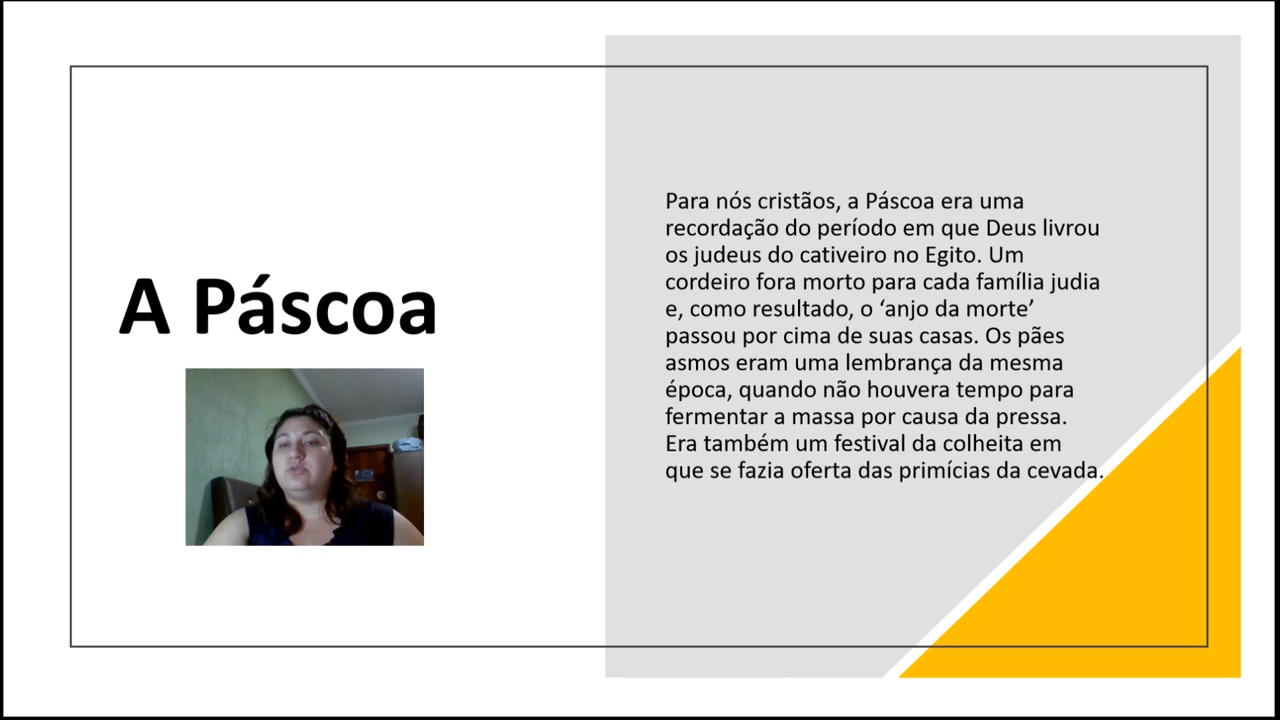 A Páscoa
Para nós cristãos, a Páscoa era uma
recordação do período em que Deus livrou
os judeus do cativeiro no Egito. Um
cordeiro fora morto para cada família judia
e, como resultado, o ‘anjo da morte’
passou por cima de suas casas. Os pães
asmos eram uma lembrança da mesma
época, quando não houvera tempo para
fermentar a massa por causa da pressa.
Era também um festival da colheita em
que se fazia oferta das primícias da cevada.